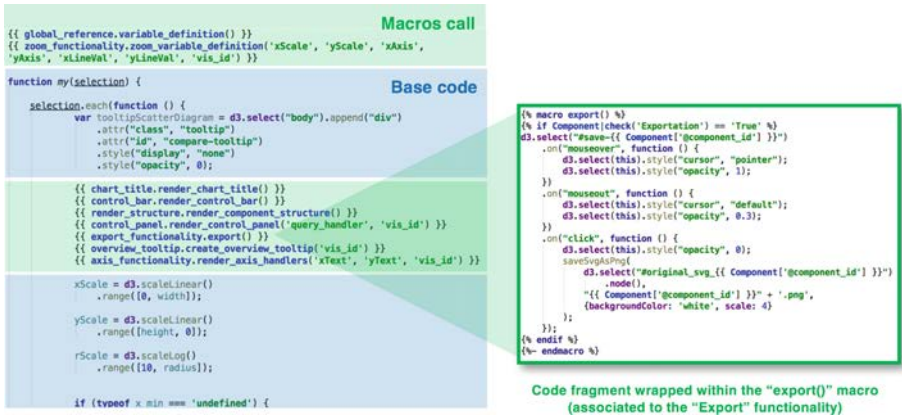 Macros call
{{ global_reference.variable_definition() }}
{{ zoom_functionality.zoom_variable_definition('xScale', 'yScale', 'xAxis',
'yAxis', 'xLineVal', 'yLineVal', 'vis_id') }}
Base code
function my(selection) {
selection.each(function () {
var tooltipScatterDiagram = d3.select("body").append("div")
.attr("class", "tooltip")
.attr("id", "compare-tooltip")
.style("display", "none")
.style("opacity", 0);
{{ chart_title.render_chart_title() }}
{{ control_bar.render_control_bar() }}
{{ render_structure.render_component_structure() }}
{{ control_panel.render_control_panel('query_handler', 'vis_id') }}
{{ export_functionality.export() }}
{{ overview_tooltip.create_overview_tooltip('vis_id') }}
{{ axis_functionality.render_axis_handlers('xText', 'yText', 'vis_id') }}
xScale = d3.scaleLinear()
.range([0, width]);
yScale = d3.scaleLinear()
.range([height, 0]);
rScale = d3.scaleLog()
.range([10, radius]);
if (typeof x_min === 'undefined') {
{% macro export() %}
{% if Component|check('Exportation') == 'True' %}
d3.select("#save-{{ Component['@component_id'] }}")
.on("mouseover", function () {
d3.select(this).style("cursor", "pointer");
d3.select(this).style("opacity", 1);
})
.on("mouseout", function () {
d3.select(this).style("cursor", "default");
d3.select(this).style("opacity", 0.3);
})
.on("click", function () {
d3.select(this).style("opacity", 0);
saveSvgAsPng(
d3.select("#original_svg_{{ Component['@component_id'] }}")
.node(),
"{{ Component['@component_id'] }}" + '.png',
{backgroundColor: 'white', scale: 4}
);
});
{% endif %}
{%- endmacro %}
Code fragment wrapped within the “export()” macro
(associated to the “Export” functionality)